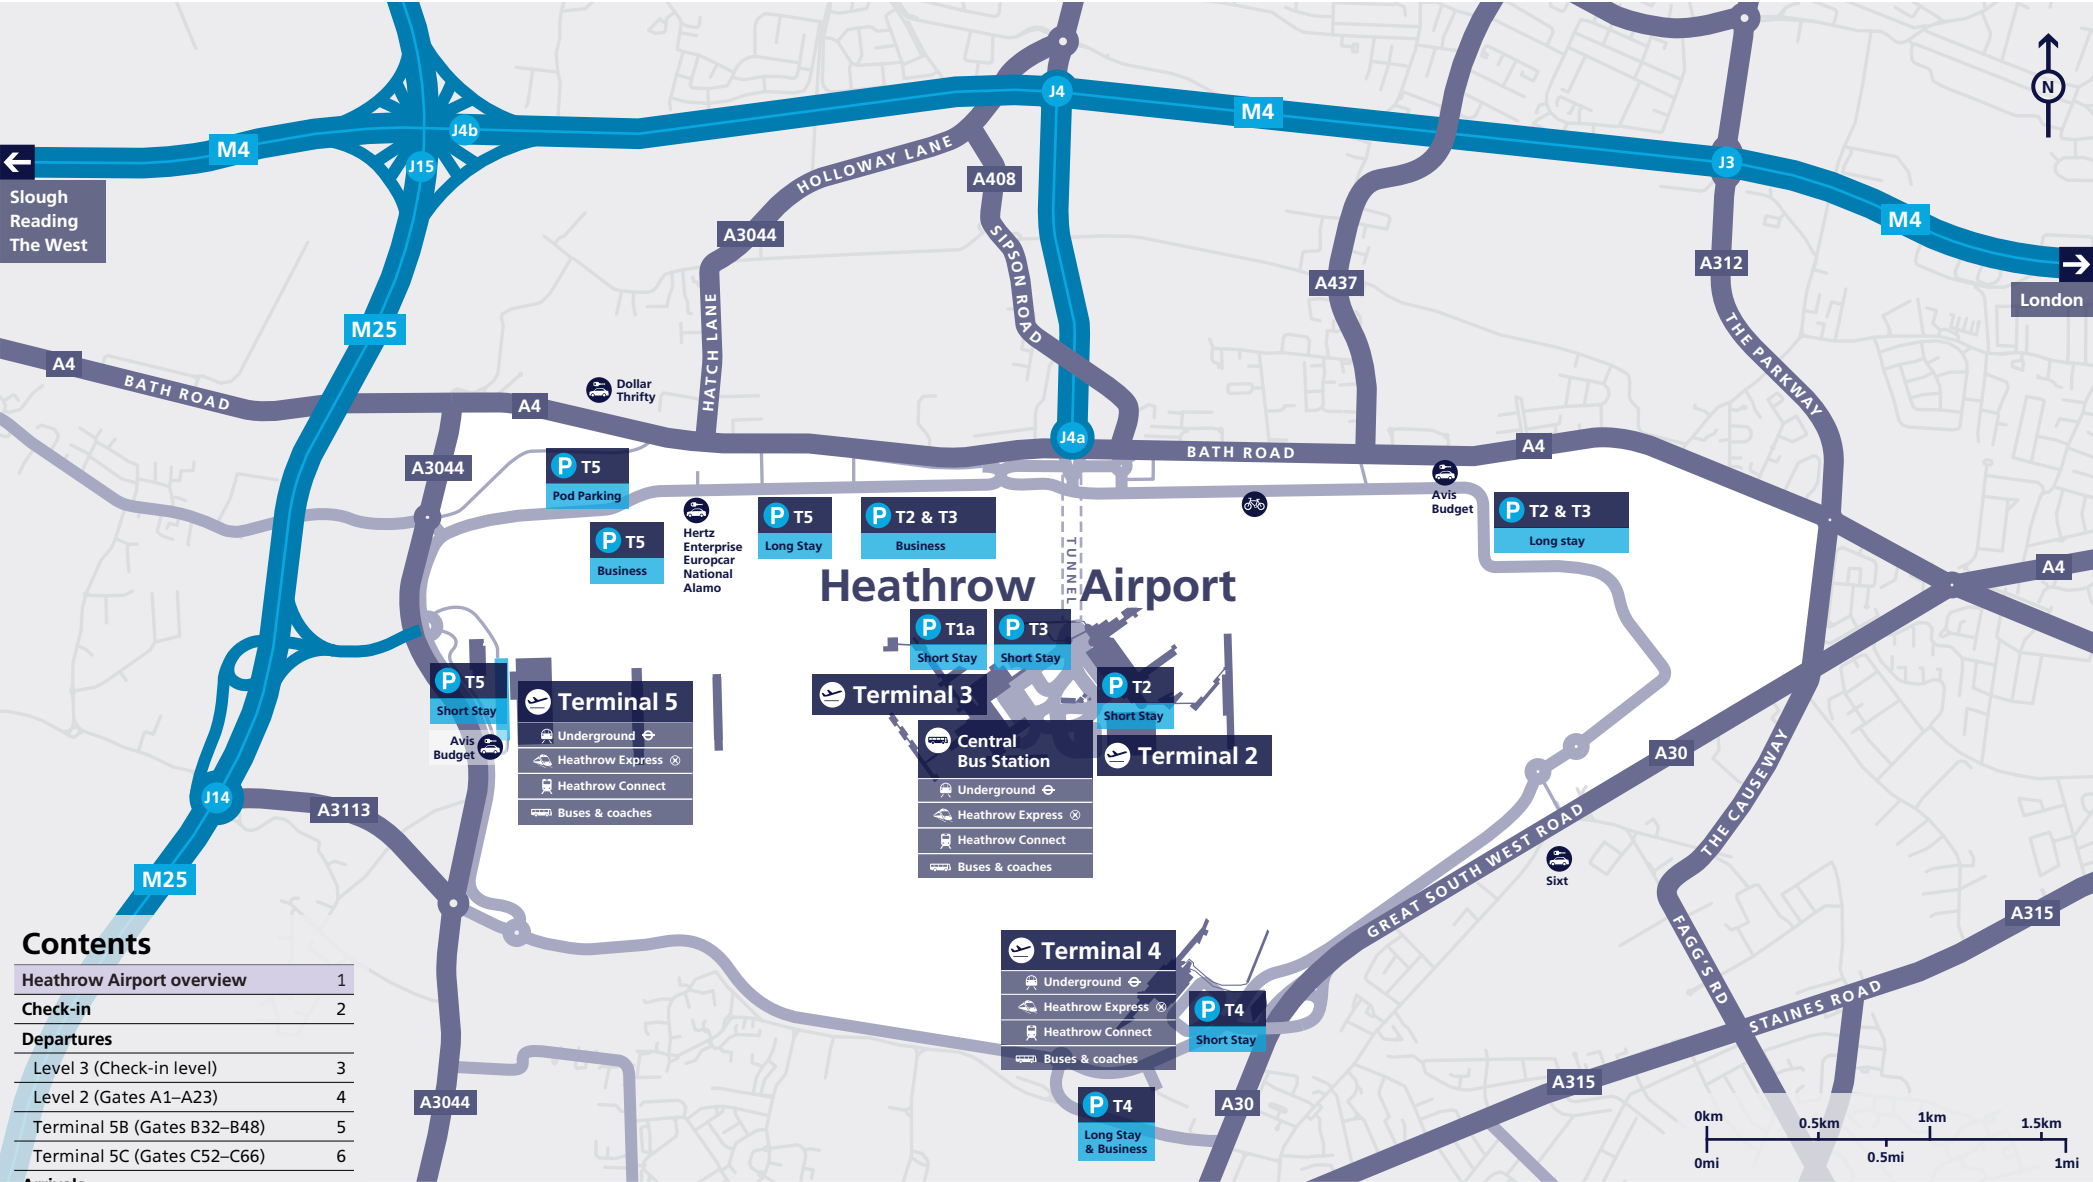 J4
N
M4
J4b
M4
J3
J15
HOLLOWAY LANE
A408
Slough
Reading
The West
M4
A3044
SIPSON ROAD
A312
A437
London
M25
HATCH LANE
THE PARKWAY
A4
BATH ROAD
Dollar
Thrifty
A4
J4a
BATH ROAD
A4
A3044
P T5
Pod Parking
Avis
Budget
P T5
Business
Hertz
Enterprise
Europcar
National
Alamo
P T5
Long Stay
P T2 & T3
Business
P T2 & T3
Long stay
TUNNEL
A4
Heathrow Airport
P T1a
Short Stay
P T3
Short Stay
P T5
Short Stay
Avis
Budget
Terminal 5
Underground
Heathrow Express
Heathrow Connect
Buses & coaches
Terminal 3
P T2
Short Stay
Terminal 2
Central
Bus Station
Underground
Heathrow Express
Heathrow Connect
Buses & coaches
A30
THE CAUSEWAY
J14
A3113
GREAT SOUTH WEST ROAD
Sixt
M25
A315
FAGG'S RD
Terminal 4
Underground
Heathrow Express
Heathrow Connect
Buses & coaches
P T4
Short Stay
STAINES ROAD
A315
A3044
P T4
Long Stay
& Business
A30
Contents
Heathrow Airport overview 1
Check-in 2
Departures
Level 3 (Check-in level) 3
Level 2 (Gates A1–A23) 4
Terminal 5B (Gates B32–B48) 5
Terminal 5C (Gates C52–C66) 6
0km 0.5km 1km 1.5km
0mi 0.5mi 1mi